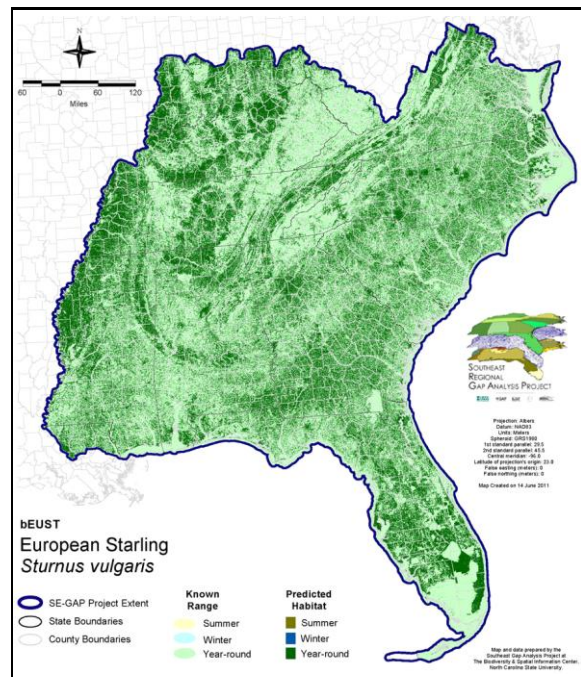 N
60 0 60 120
Miles
SOUTHEAST
REGIONAL
GAP ANALYSIS PROJECT
Projection: Albers
Datum: NAD83
Units: Meters
Spheroid: GRS1980
1st standard parallel: 29.5
2nd standard parallel: 45.5
Central meridian: -96.0
Latitude of projection's origin: 23.0
False easting (meters): 0
False northing (meters): 0
Map Created on 14 June 2011
bEUST
European Starling
Sturnus vulgaris
SE-GAP Project Extent
State Boundaries
County Boundaries
Known
Range
Summer
Winter
Year-round
Predicted
Habitat
Summer
Winter
Year-round
Map and data prepared by the
Southeast Gap Analysis Project at
The Biodiversity & Spatial Information Center,
North Carolina State University.